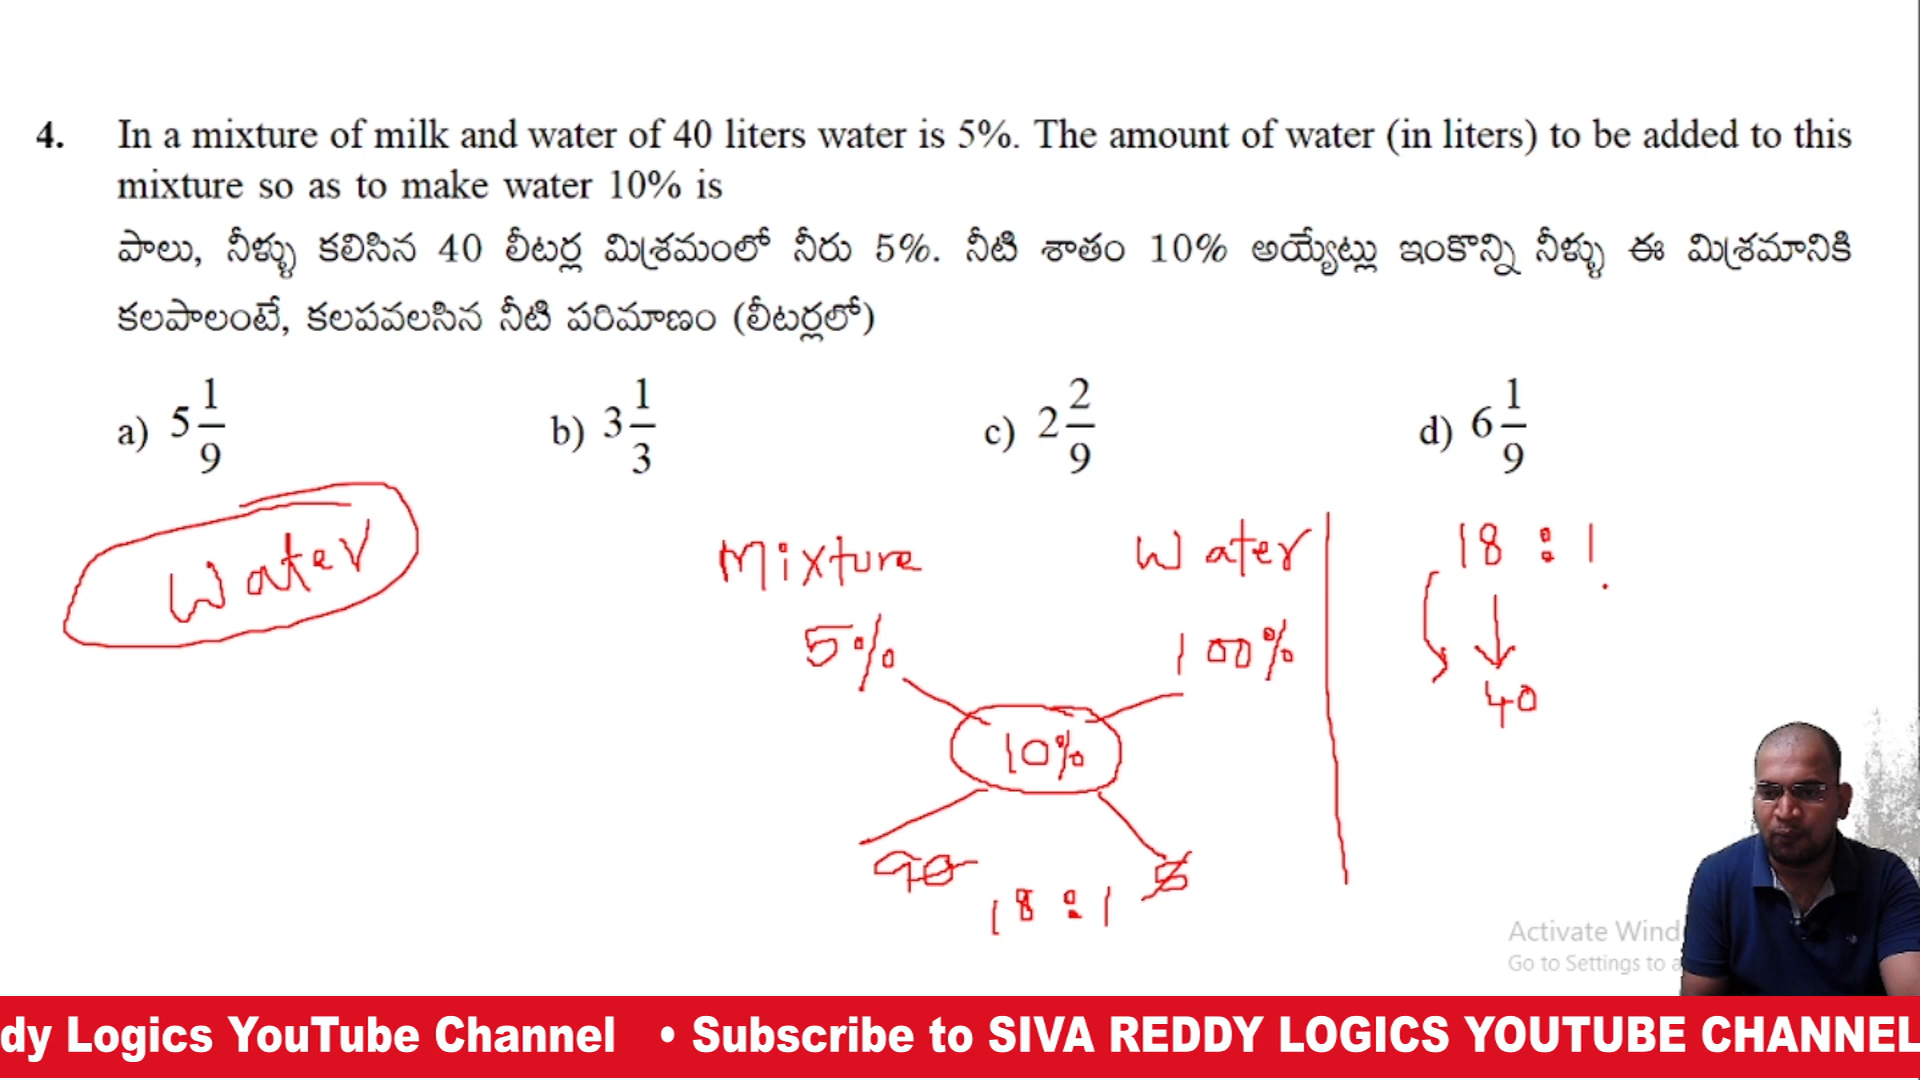 4. In a mixture of milk and water of 40 liters water is 5%. The amount of water (in liters) to be added to this
mixture so as to make water 10% is
పాలు, నీళ్ళు కలిసిన 40 లీటర్ల మిశ్రమంలో నీరు 5%. నీటి శాతం 10% అయ్యేట్లు ఇంకొన్ని నీళ్ళు ఈ మిశ్రమానికి
కలపాలంటే, కలపవలసిన నీటి పరిమాణం (లీటర్లలో)
a) 5 1/9 b) 3 1/3 c) 2 2/9 d) 6 1/9
Water
Mixture Water
5% 100%
10%
90 5
18 : 1
18 : 1
40
Activate Wind
Go to Settings to a
dy Logics YouTube Channel • Subscribe to SIVA REDDY LOGICS YOUTUBE CHANNEL